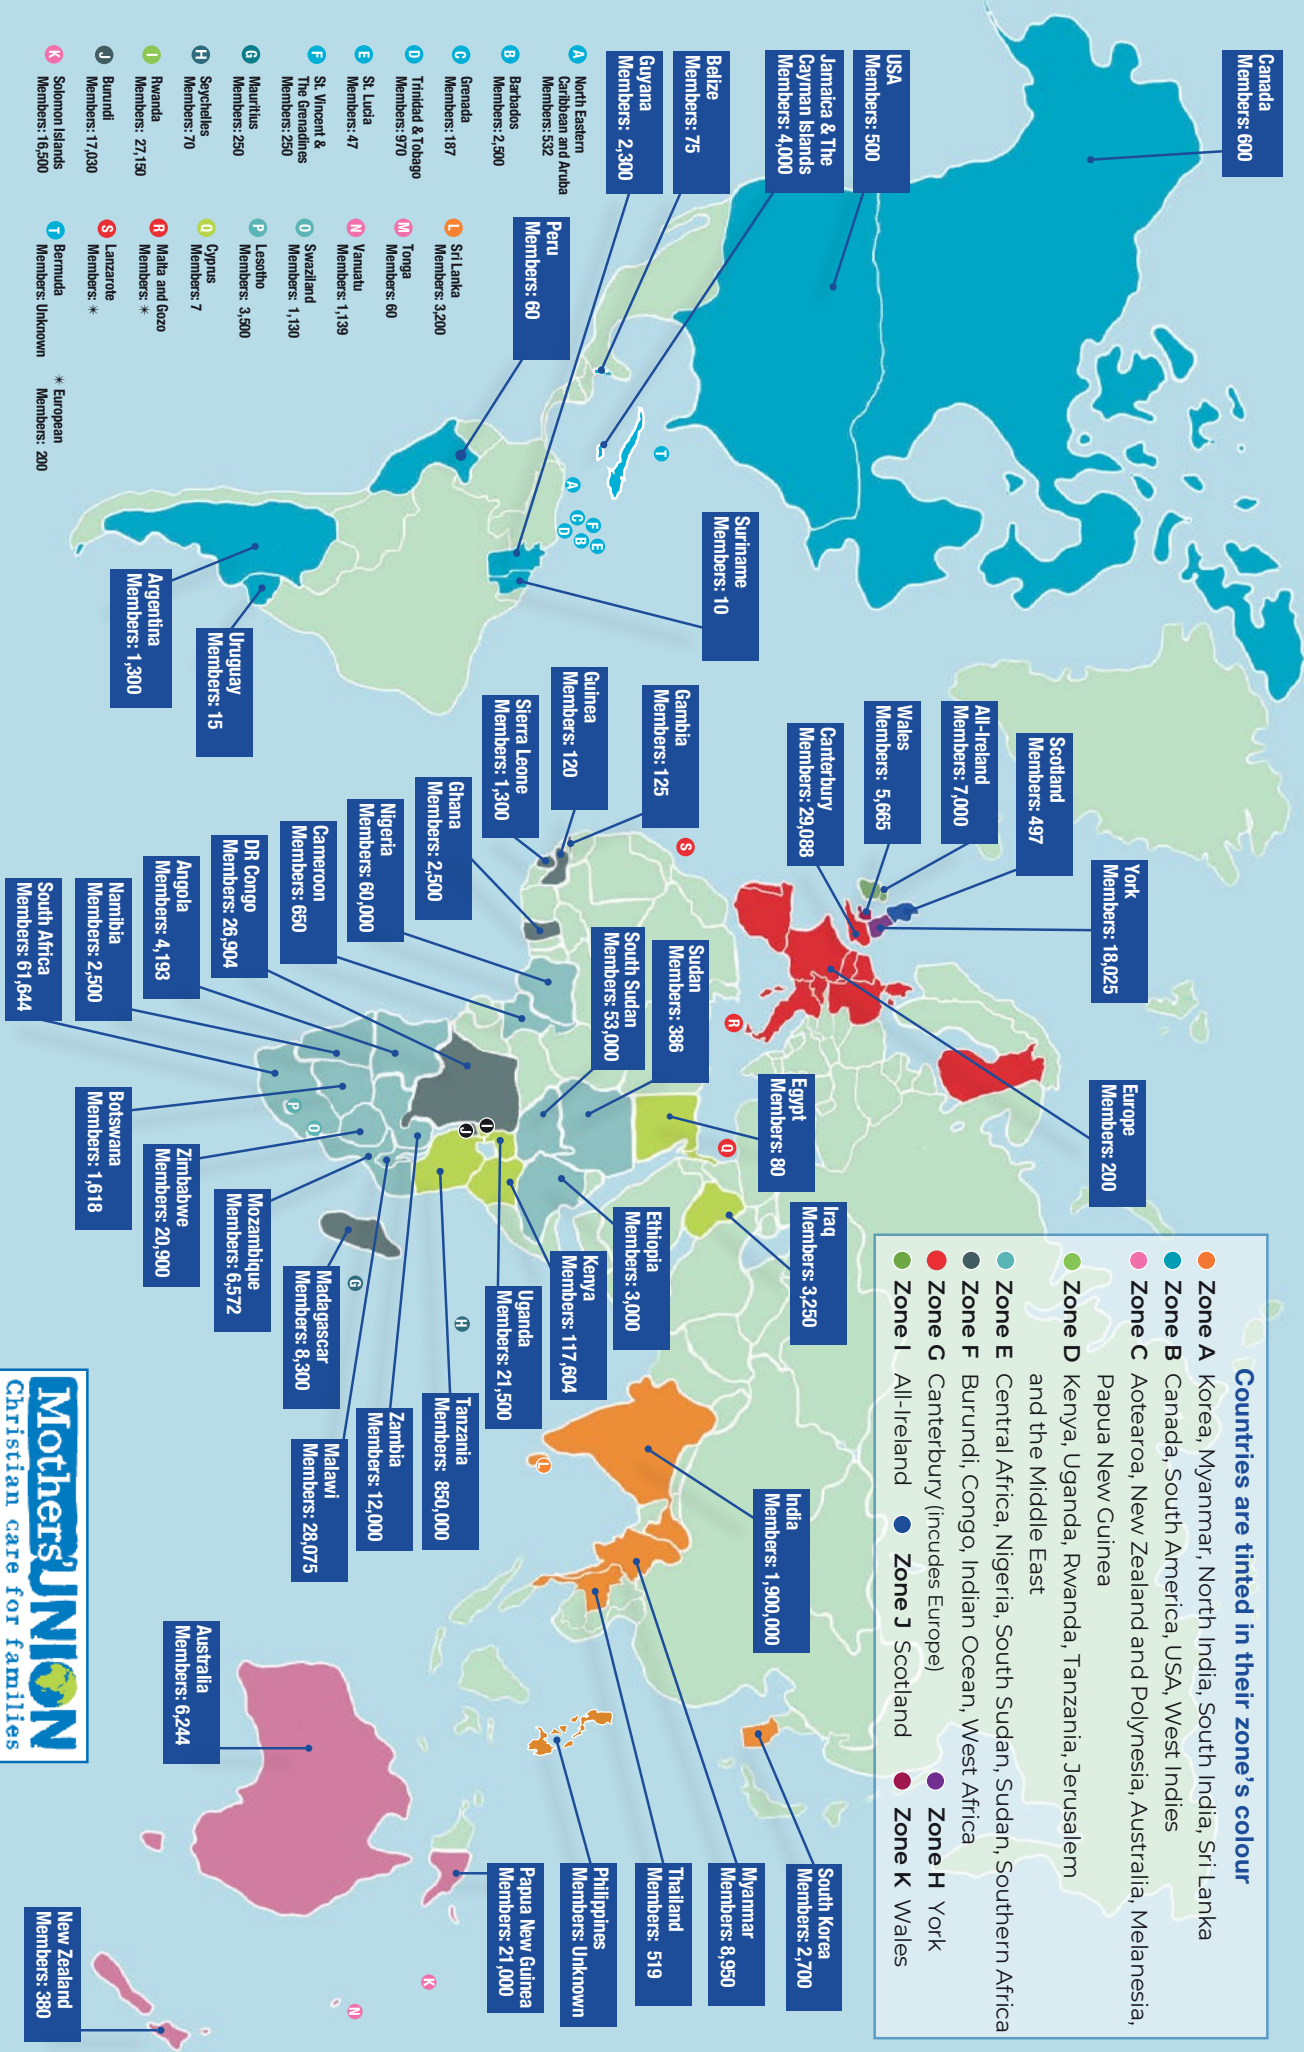 Canada
Members: 600
USA
Members: 500
Jamaica & The
Cayman Islands
Members: 4,000
Belize
Members: 75
Guyana
Members: 2,300
Peru
Members: 60
Suriname
Members: 10
Uruguay
Members: 15
Argentina
Members: 1,300
Scotland
Members: 497
All-Ireland
Members: 7,000
Wales
Members: 5,665
Canterbury
Members: 29,088
York
Members: 18,025
Europe
Members: 200
Gambia
Members: 125
Guinea
Members: 120
Sierra Leone
Members: 1,300
Ghana
Members: 2,500
Nigeria
Members: 60,000
Cameroon
Members: 650
DR Congo
Members: 26,904
Angola
Members: 4,193
Namibia
Members: 2,500
South Africa
Members: 61,644
Sudan
Members: 386
South Sudan
Members: 53,000
Egypt
Members: 80
Iraq
Members: 3,250
Ethiopia
Members: 3,000
Kenya
Members: 117,604
Uganda
Members: 21,500
Tanzania
Members: 850,000
Zambia
Members: 12,000
Malawi
Members: 28,075
Madagascar
Members: 8,300
Mozambique
Members: 6,572
Zimbabwe
Members: 20,900
Botswana
Members: 1,618
India
Members: 1,900,000
South Korea
Members: 2,700
Myanmar
Members: 8,950
Thailand
Members: 519
Philippines
Members: Unknown
Papua New Guinea
Members: 21,000
Australia
Members: 6,244
New Zealand
Members: 380
T
A
F
E
C
B
D
S
R
Q
I
J
P
O
G
H
L
K
N
Countries are tinted in their zone's colour
Zone A Korea, Myanmar, North India, South India, Sri Lanka
Zone B Canada, South America, USA, West Indies
Zone C Aotearoa, New Zealand and Polynesia, Australia, Melanesia,
Papua New Guinea
Zone D Kenya, Uganda, Rwanda, Tanzania, Jerusalem
and the Middle East
Zone E Central Africa, Nigeria, South Sudan, Sudan, Southern Africa
Zone F Burundi, Congo, Indian Ocean, West Africa
Zone G Canterbury (incudes Europe) Zone H York
Zone I All-Ireland Zone J Scotland Zone K Wales
A North Eastern
Caribbean and Aruba
Members: 532
B Barbados
Members: 2,500
C Grenada
Members: 187
D Trinidad & Tobago
Members: 970
E St. Lucia
Members: 47
F St. Vincent &
The Grenadines
Members: 250
G Mauritius
Members: 250
H Seychelles
Members: 70
I Rwanda
Members: 27,150
J Burundi
Members: 17,030
K Solomon Islands
Members: 16,500
L Sri Lanka
Members: 3,200
M Tonga
Members: 60
N Vanuatu
Members: 1,139
O Swaziland
Members: 1,130
P Lesotho
Members: 3,500
Q Cyprus
Members: 7
R Malta and Gozo
Members: *
S Lanzarote
Members: *
T Bermuda
Members: Unknown
* European
Members: 200
Mothers' UNION
Christian care for families